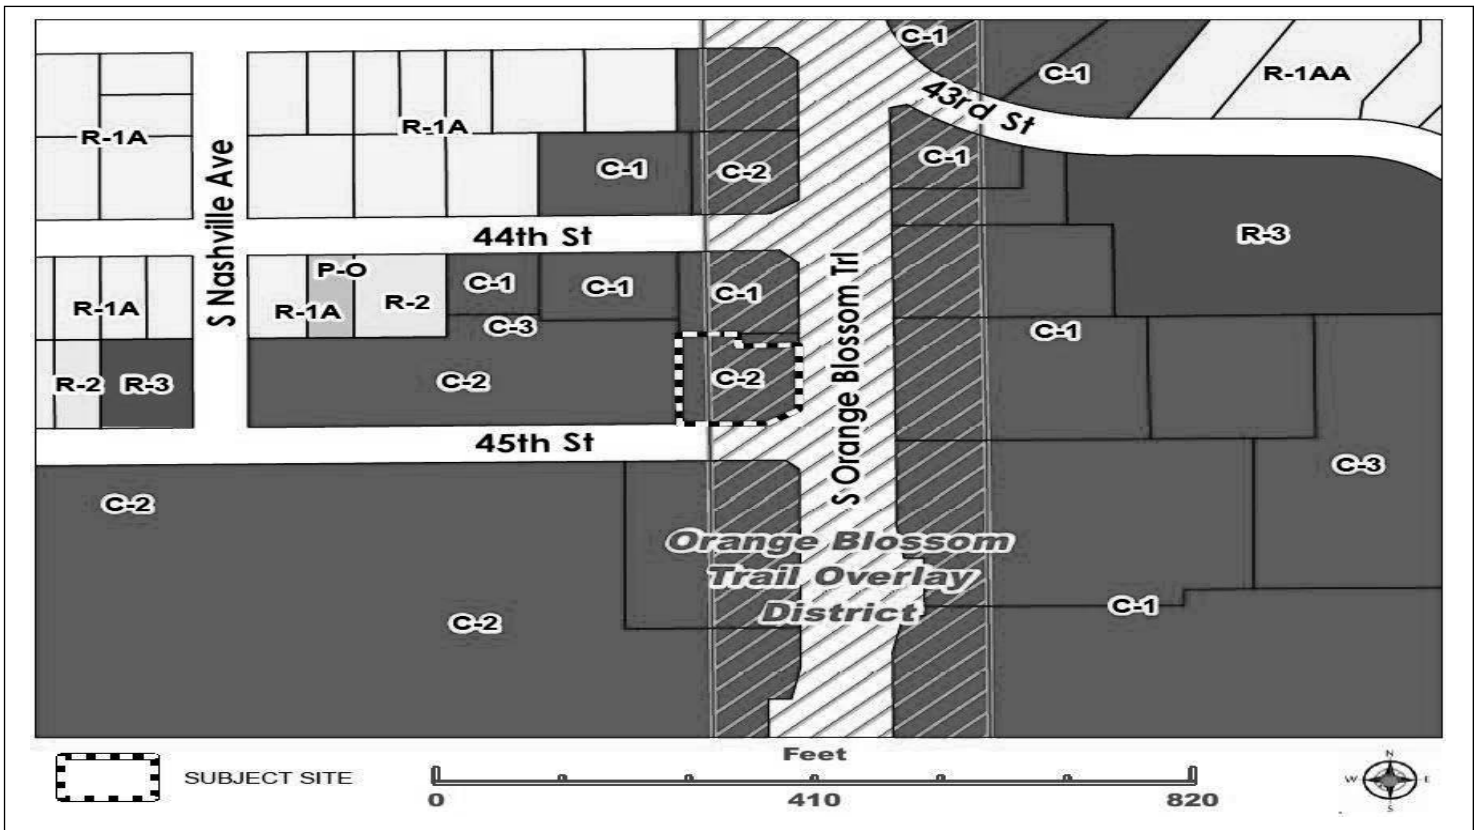 C-1
C-1
R-1AA
43rd St
R-1A
R-1A
C-1
C-1
C-2
S Nashville Ave
44th St
R-3
S Orange Blossom Trl
P-O
R-1A
R-1A
R-2
C-1
C-1
C-1
C-3
C-1
R-2
R-3
C-2
C-2
45th St
C-3
C-2
Orange Blossom
Trail Overlay
District
C-2
C-1
SUBJECT SITE
Feet
0
410
820
N
W
E
S